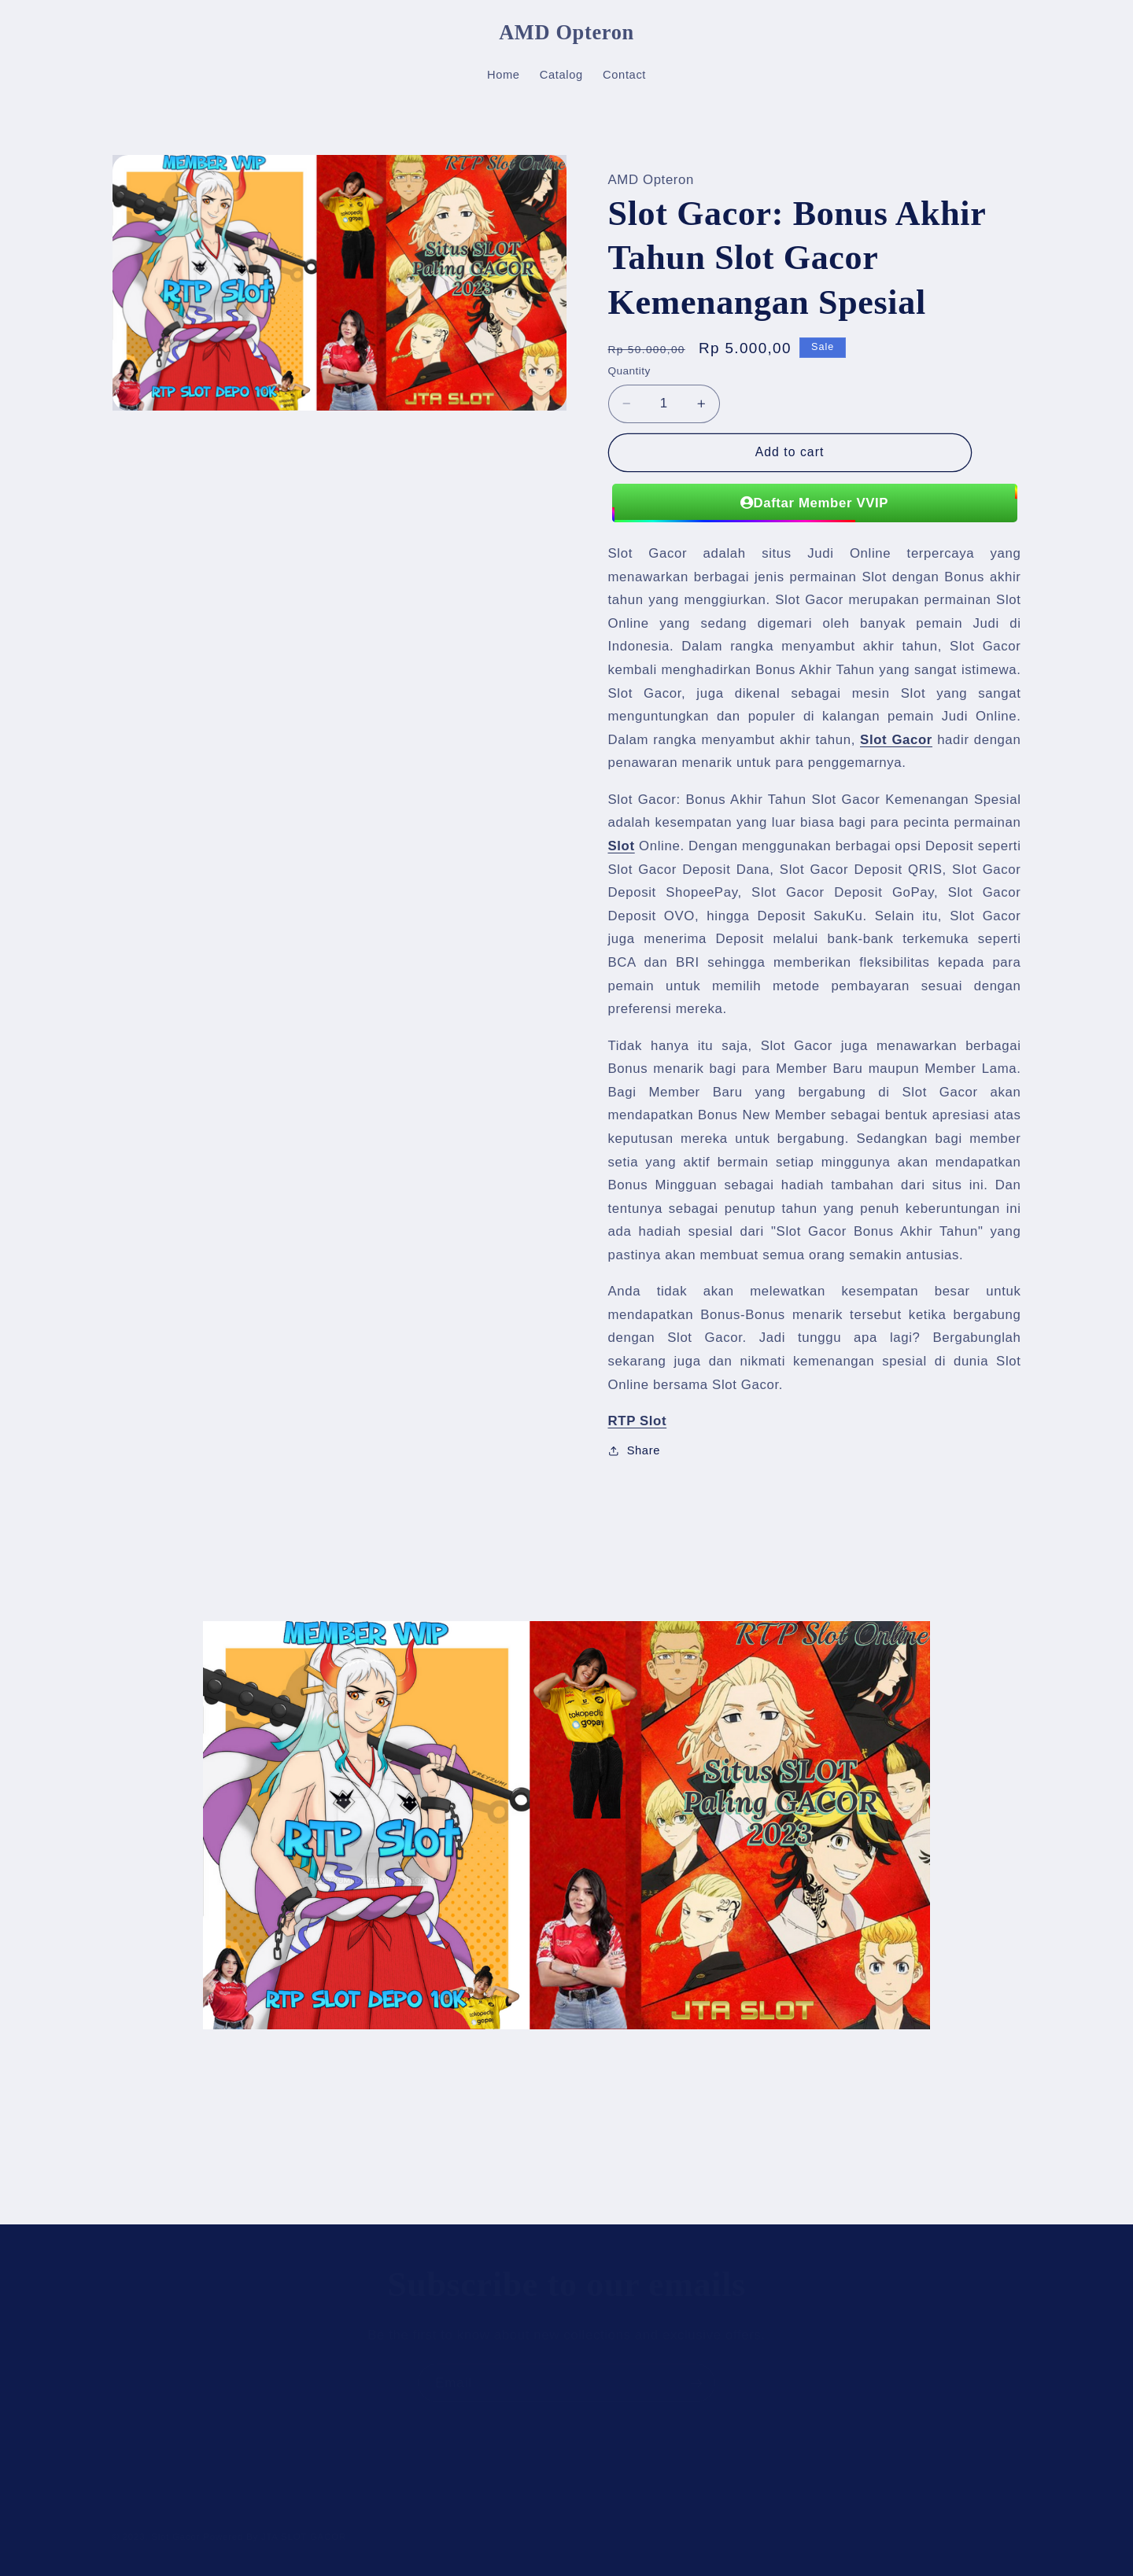 AMD Opteron
Home Catalog Contact
MEMBER VVIP
RTP Slot Online
tokopedia
gopay
Situs SLOT
Paling GACOR
2023
RTP Slot
RTP SLOT DEPO 10K
JTA SLOT
AMD Opteron
Slot Gacor: Bonus Akhir
Tahun Slot Gacor
Kemenangan Spesial
Rp 50.000,00 Rp 5.000,00 Sale
Quantity
− 1 +
Add to cart
Daftar Member VVIP
Slot Gacor adalah situs Judi Online terpercaya yang
menawarkan berbagai jenis permainan Slot dengan Bonus akhir
tahun yang menggiurkan. Slot Gacor merupakan permainan Slot
Online yang sedang digemari oleh banyak pemain Judi di
Indonesia. Dalam rangka menyambut akhir tahun, Slot Gacor
kembali menghadirkan Bonus Akhir Tahun yang sangat istimewa.
Slot Gacor, juga dikenal sebagai mesin Slot yang sangat
menguntungkan dan populer di kalangan pemain Judi Online.
Dalam rangka menyambut akhir tahun, Slot Gacor hadir dengan
penawaran menarik untuk para penggemarnya.
Slot Gacor: Bonus Akhir Tahun Slot Gacor Kemenangan Spesial
adalah kesempatan yang luar biasa bagi para pecinta permainan
Slot Online. Dengan menggunakan berbagai opsi Deposit seperti
Slot Gacor Deposit Dana, Slot Gacor Deposit QRIS, Slot Gacor
Deposit ShopeePay, Slot Gacor Deposit GoPay, Slot Gacor
Deposit OVO, hingga Deposit SakuKu. Selain itu, Slot Gacor
juga menerima Deposit melalui bank-bank terkemuka seperti
BCA dan BRI sehingga memberikan fleksibilitas kepada para
pemain untuk memilih metode pembayaran sesuai dengan
preferensi mereka.
Tidak hanya itu saja, Slot Gacor juga menawarkan berbagai
Bonus menarik bagi para Member Baru maupun Member Lama.
Bagi Member Baru yang bergabung di Slot Gacor akan
mendapatkan Bonus New Member sebagai bentuk apresiasi atas
keputusan mereka untuk bergabung. Sedangkan bagi member
setia yang aktif bermain setiap minggunya akan mendapatkan
Bonus Mingguan sebagai hadiah tambahan dari situs ini. Dan
tentunya sebagai penutup tahun yang penuh keberuntungan ini
ada hadiah spesial dari "Slot Gacor Bonus Akhir Tahun" yang
pastinya akan membuat semua orang semakin antusias.
Anda tidak akan melewatkan kesempatan besar untuk
mendapatkan Bonus-Bonus menarik tersebut ketika bergabung
dengan Slot Gacor. Jadi tunggu apa lagi? Bergabunglah
sekarang juga dan nikmati kemenangan spesial di dunia Slot
Online bersama Slot Gacor.
RTP Slot
Share
MEMBER VVIP
RTP Slot Online
tokopedia
gopay
FREYZUMI
Situs SLOT
Paling GACOR
2023
RTP Slot
RTP SLOT DEPO 10K
tokopedia
gopay
JTA SLOT
Subscribe to our emails